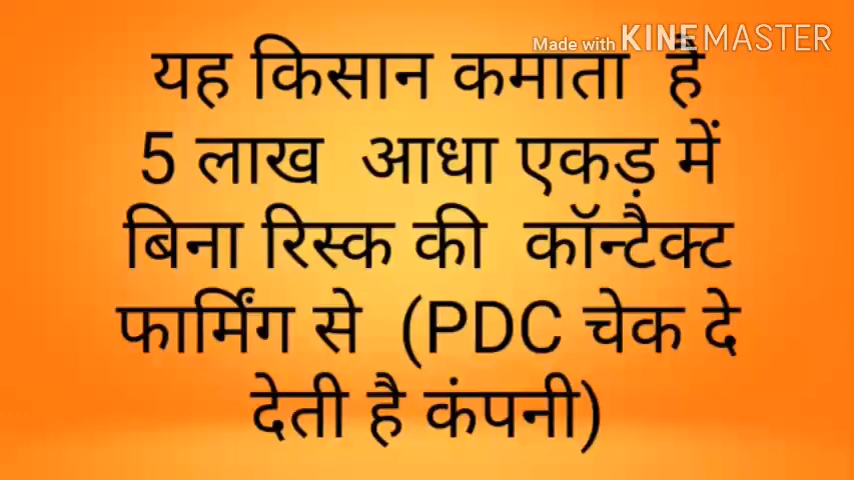 Made with KINEMASTER
यह किसान कमाता है
5 लाख आधा एकड़ में
बिना रिस्क की कॉन्टैक्ट
फार्मिंग से (PDC चेक दे
देती है कंपनी)